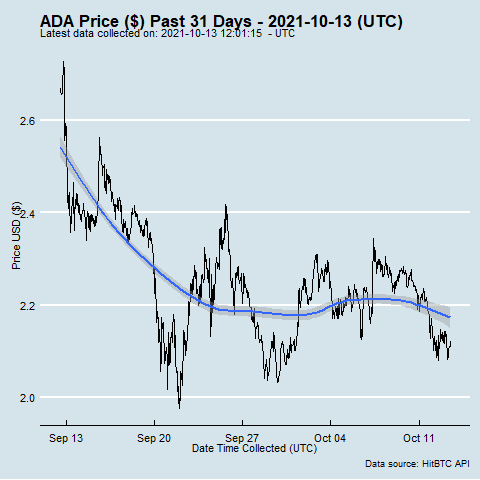 ADA Price ($) Past 31 Days - 2021-10-13 (UTC)
Latest data collected on: 2021-10-13 12:01:15 - UTC
Price USD ($)
2.6
2.4
2.2
2.0
Sep 13 Sep 20 Sep 27 Oct 04 Oct 11
Date Time Collected (UTC)
Data source: HitBTC API